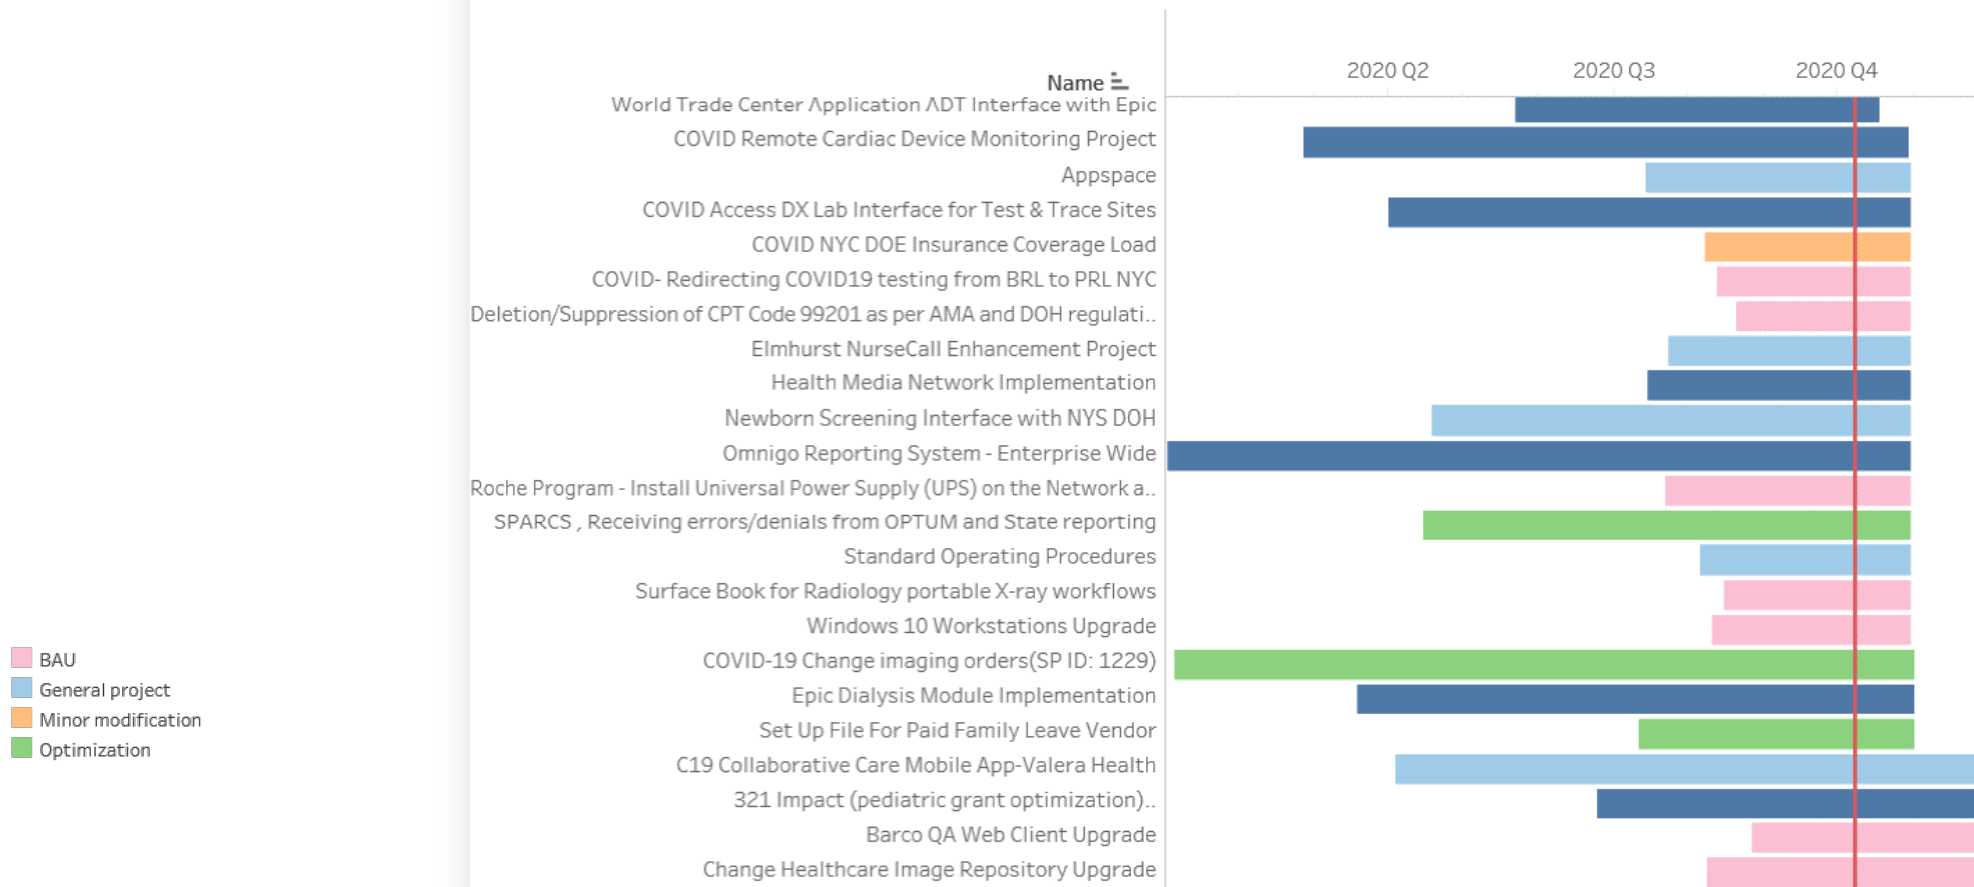 2020 Q2 2020 Q3 2020 Q4
Name
World Trade Center Application ADT Interface with Epic
COVID Remote Cardiac Device Monitoring Project
Appspace
COVID Access DX Lab Interface for Test & Trace Sites
COVID NYC DOE Insurance Coverage Load
COVID- Redirecting COVID19 testing from BRL to PRL NYC
Deletion/Suppression of CPT Code 99201 as per AMA and DOH regulati..
Elmhurst NurseCall Enhancement Project
Health Media Network Implementation
Newborn Screening Interface with NYS DOH
Omnigo Reporting System - Enterprise Wide
Roche Program - Install Universal Power Supply (UPS) on the Network a..
SPARCS , Receiving errors/denials from OPTUM and State reporting
Standard Operating Procedures
Surface Book for Radiology portable X-ray workflows
Windows 10 Workstations Upgrade
COVID-19 Change imaging orders(SP ID: 1229)
Epic Dialysis Module Implementation
Set Up File For Paid Family Leave Vendor
C19 Collaborative Care Mobile App-Valera Health
321 Impact (pediatric grant optimization)..
Barco QA Web Client Upgrade
Change Healthcare Image Repository Upgrade
BAU
General project
Minor modification
Optimization